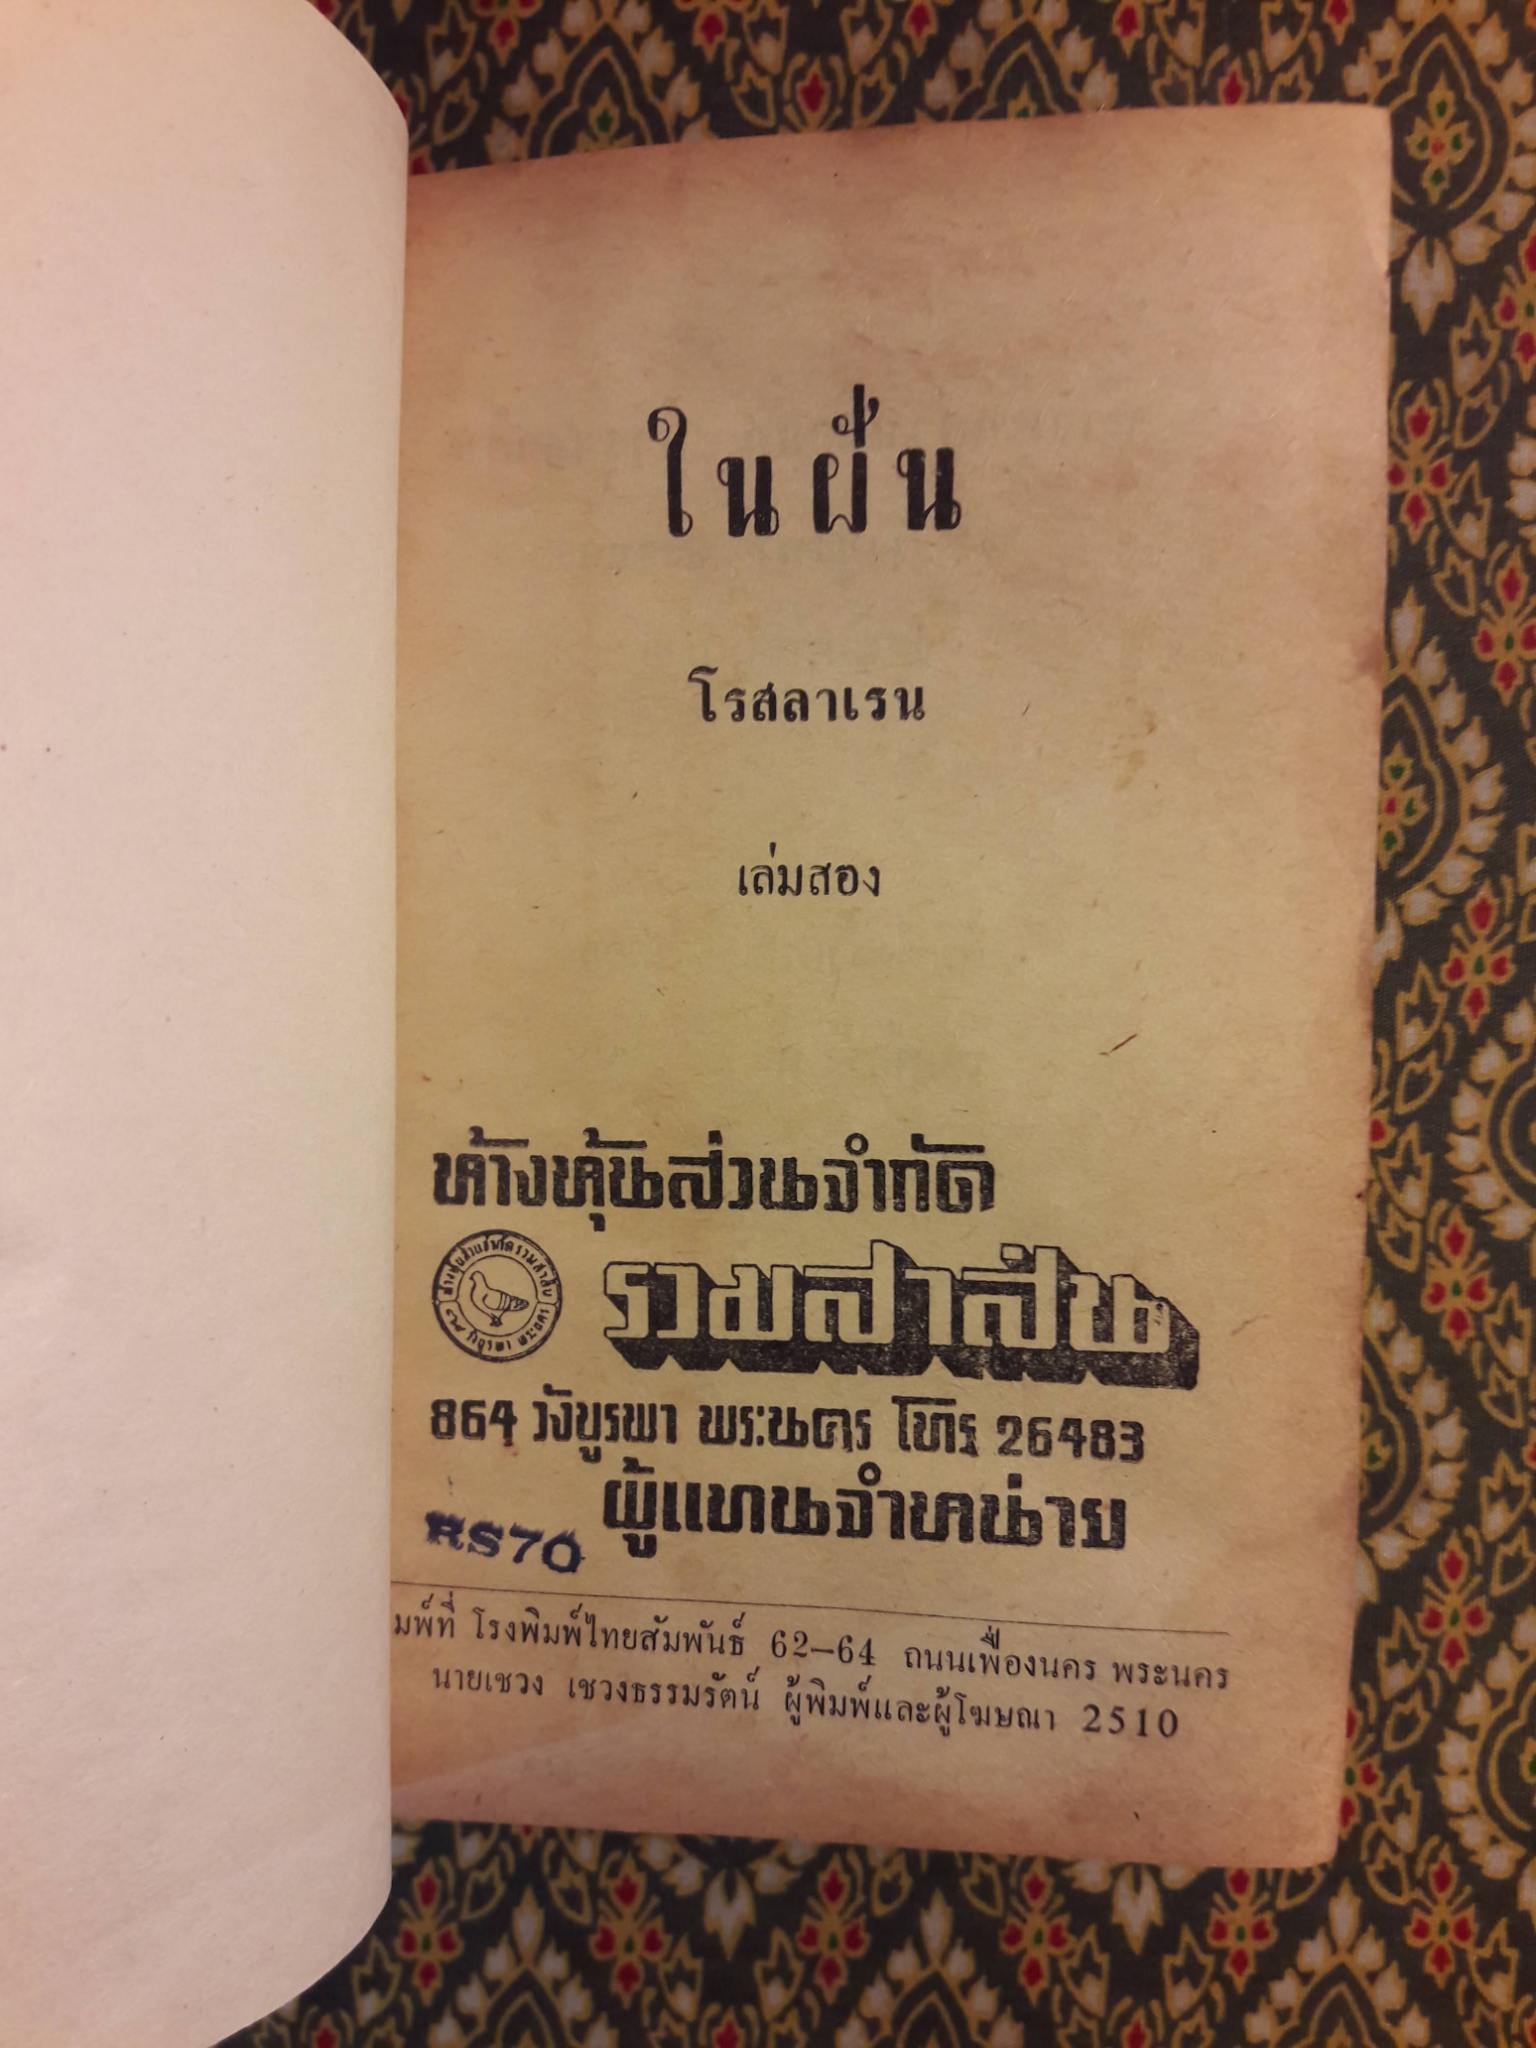 ในฝัน
โรสลาเรน
เล่มสอง
ห้างหุ้นส่วนจำกัด
รวมสาส์น
864 วังบูรพา พระนคร โทร 26483
ผู้แทนจำหน่าย
RS70
มพ์ที่ โรงพิมพ์ไทยสัมพันธ์ 62—64 ถนนเฟื่องนคร พระนคร
นายเชวง เชวงธรรมรัตน์ ผู้พิมพ์และผู้โฆษณา 2510